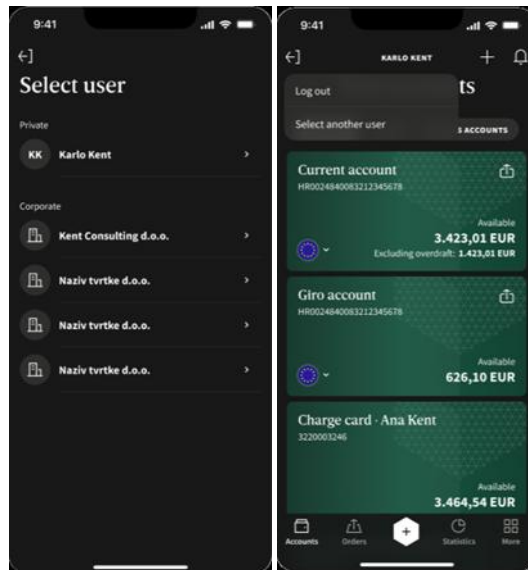 9:41
Select user
Private
KK Karlo Kent
Corporate
Kent Consulting d.o.o.
Naziv tvrtke d.o.o.
Naziv tvrtke d.o.o.
Naziv tvrtke d.o.o.
9:41
KARLO KENT
ts
Log out
Select another user
ACCOUNTS
Current account
HR0024840083212345678
Available
3.423,01 EUR
Excluding overdraft: 1.423,01 EUR
Giro account
HR0024840083212345678
Available
626,10 EUR
Charge card · Ana Kent
3220003246
Available
3.464,54 EUR
Accounts Orders Statistics More